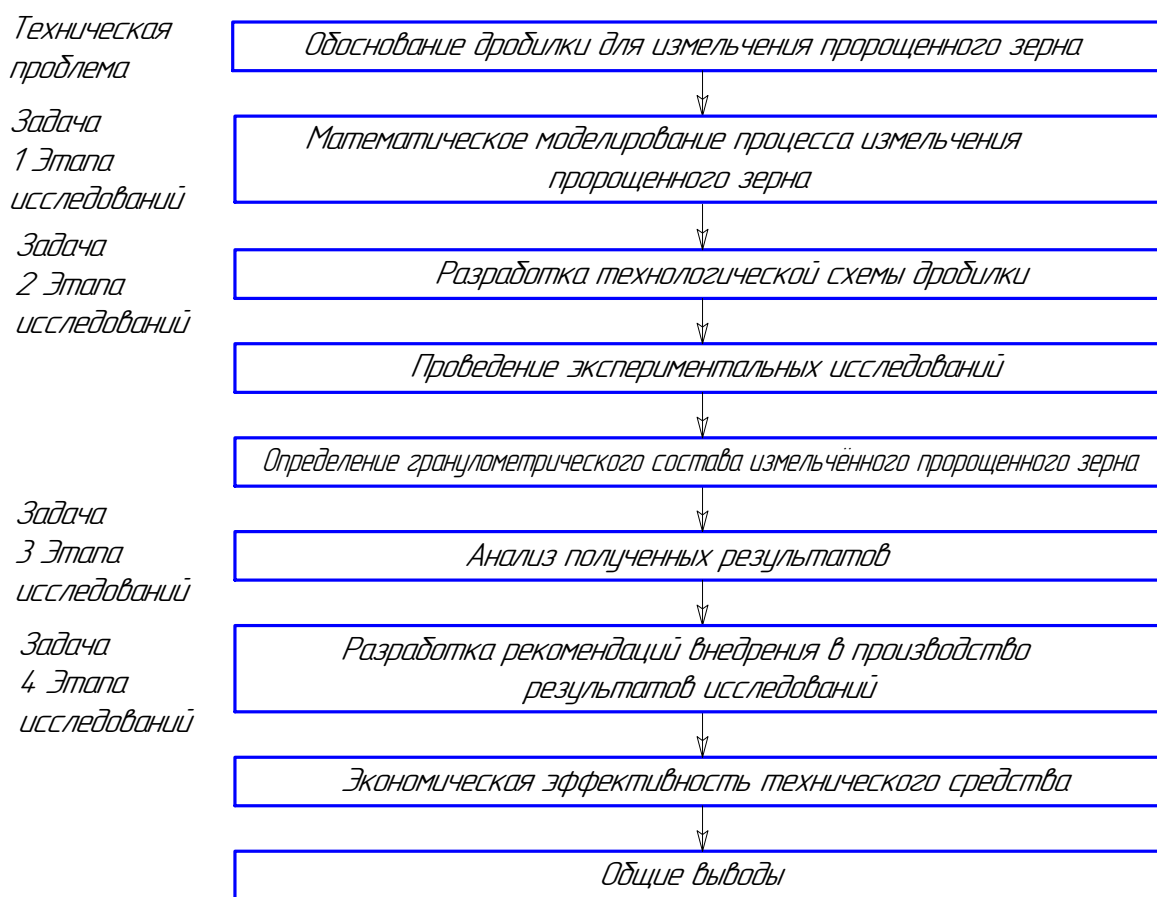 Техническая
проблема
Обоснование дробилки для измельчения пророщенного зерна
Задача
1 Этапа
исследований
Математическое моделирование процесса измельчения
пророщенного зерна
Задача
2 Этапа
исследований
Разработка технологической схемы дробилки
Проведение экспериментальных исследований
Определение гранулометрического состава измельчённого пророщенного зерна
Задача
3 Этапа
исследований
Анализ полученных результатов
Задача
4 Этапа
исследований
Разработка рекомендаций внедрения в производство
результатов исследований
Экономическая эффективность технического средства
Общие выводы